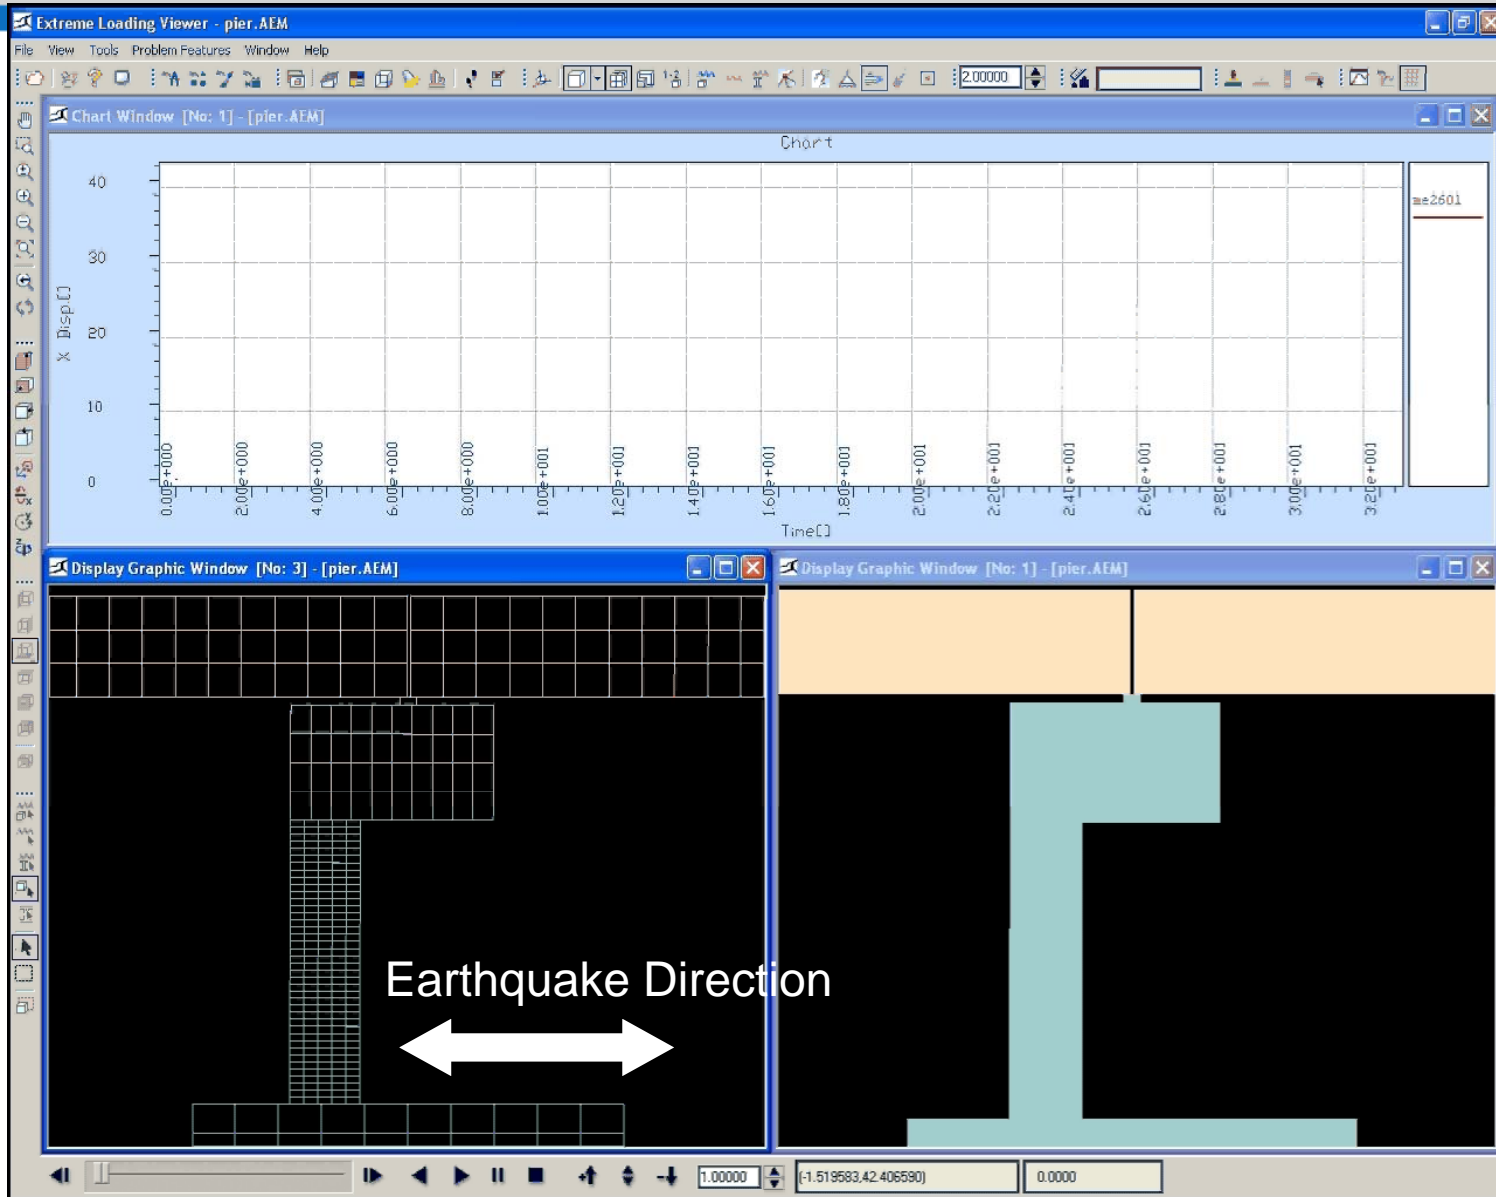 Extreme Loading Viewer - pier.AEM
File View Tools Problem Features Window Help
2.00000
Chart Window [No: 1] - [pier.AEM]
Chart
me2601
40
30
20
10
0
X Disp.[]
0.00e+000 2.00e+000 4.00e+000 6.00e+000 8.00e+000 1.00e+001 1.20e+001 1.40e+001 1.60e+001 1.80e+001 2.00e+001 2.20e+001 2.40e+001 2.60e+001 2.80e+001 3.00e+001 3.20e+001
Time[]
Display Graphic Window [No: 3] - [pier.AEM]
Display Graphic Window [No: 1] - [pier.AEM]
Earthquake Direction
1.00000
(-1.519583,42.406590)
0.0000